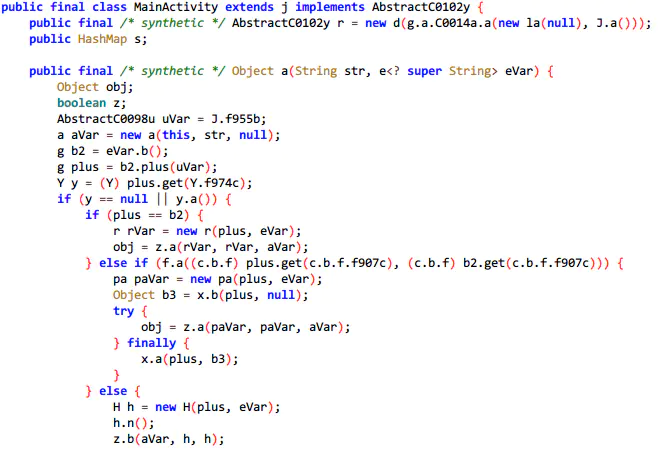 public final class MainActivity extends j implements AbstractC0102y {
public final /* synthetic */ AbstractC0102y r = new d(g.a.C0014a.a(new la(null), J.a()));
public HashMap s;
public final /* synthetic */ Object a(String str, e<? super String> eVar) {
Object obj;
boolean z;
AbstractC0098u uVar = J.f955b;
a aVar = new a(this, str, null);
g b2 = eVar.b();
g plus = b2.plus(uVar);
Y y = (Y) plus.get(Y.f974c);
if (y == null || y.a()) {
if (plus == b2) {
r rVar = new r(plus, eVar);
obj = z.a(rVar, rVar, aVar);
} else if (f.a((c.b.f) plus.get(c.b.f.f907c), (c.b.f) b2.get(c.b.f.f907c))) {
pa paVar = new pa(plus, eVar);
Object b3 = x.b(plus, null);
try {
obj = z.a(paVar, paVar, aVar);
} finally {
x.a(plus, b3);
}
} else {
H h = new H(plus, eVar);
h.n();
z.b(aVar, h, h);